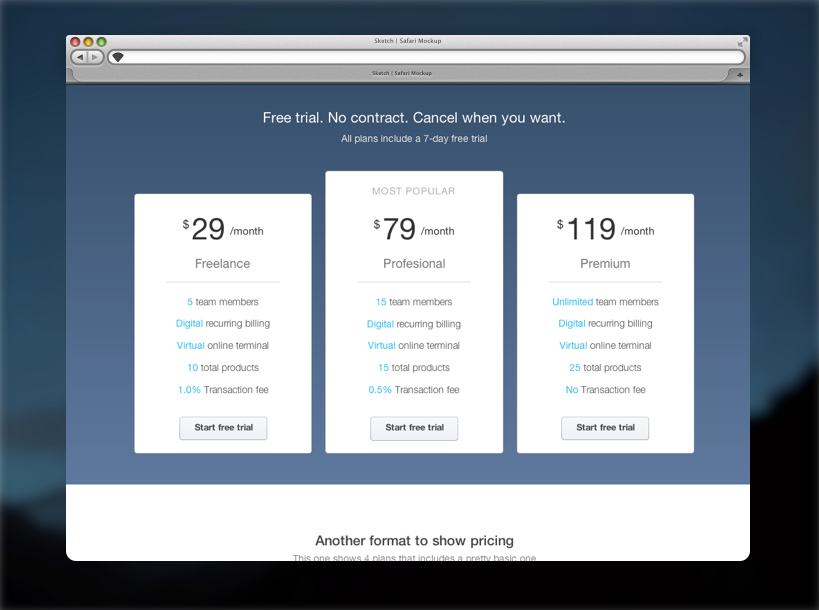 Sketch | Safari Mockup
Sketch | Safari Mockup
Free trial. No contract. Cancel when you want.
All plans include a 7-day free trial
$29 /month
Freelance
5 team members
Digital recurring billing
Virtual online terminal
10 total products
1.0% Transaction fee
Start free trial
MOST POPULAR
$79 /month
Profesional
15 team members
Digital recurring billing
Virtual online terminal
15 total products
0.5% Transaction fee
Start free trial
$119 /month
Premium
Unlimited team members
Digital recurring billing
Virtual online terminal
25 total products
No Transaction fee
Start free trial
Another format to show pricing
This one shows 4 plans that includes a pretty basic one